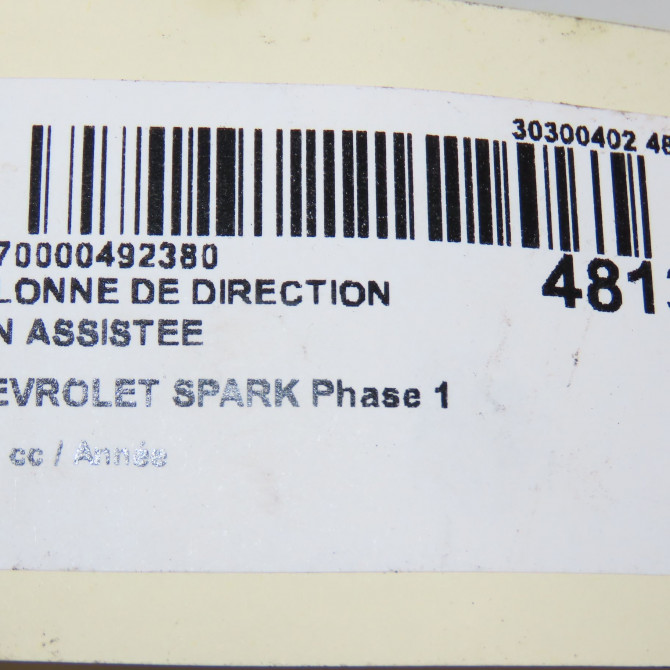 30300402 48
70000492380
4813
LONNE DE DIRECTION
N ASSISTEE
EVROLET SPARK Phase 1
cc / Année